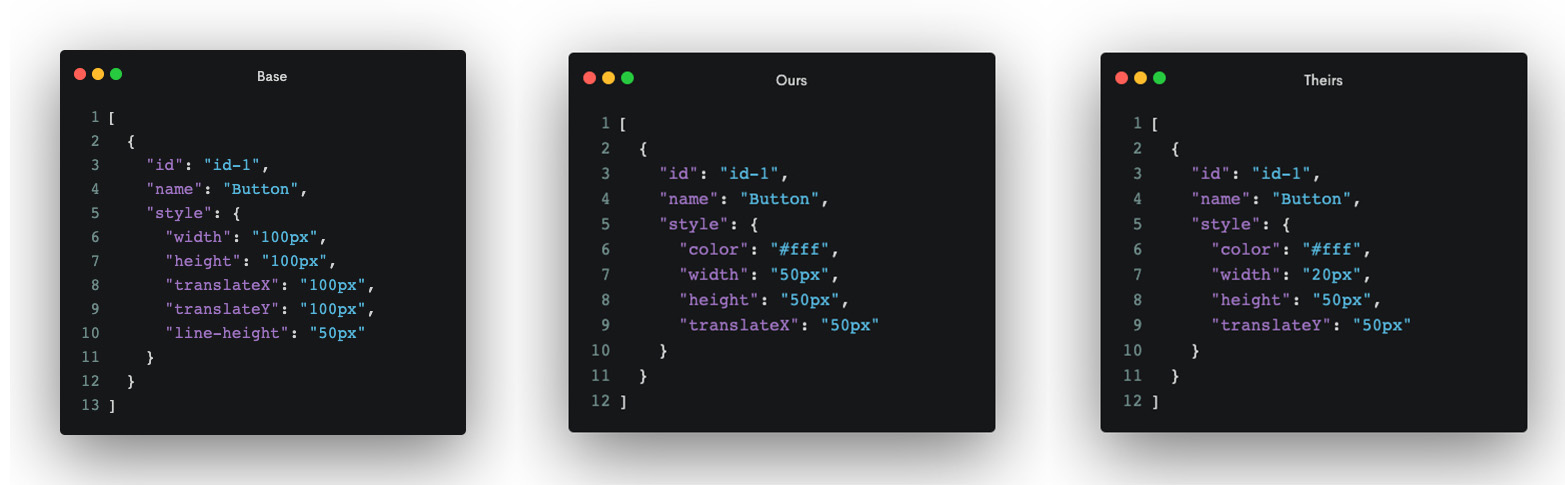 Base
1 [
2   {
3     "id": "id-1",
4     "name": "Button",
5     "style": {
6       "width": "100px",
7       "height": "100px",
8       "translateX": "100px",
9       "translateY": "100px",
10       "line-height": "50px"
11     }
12   }
13 ]
Ours
1 [
2   {
3     "id": "id-1",
4     "name": "Button",
5     "style": {
6       "color": "#fff",
7       "width": "50px",
8       "height": "50px",
9       "translateX": "50px"
10     }
11   }
12 ]
Theirs
1 [
2   {
3     "id": "id-1",
4     "name": "Button",
5     "style": {
6       "color": "#fff",
7       "width": "20px",
8       "height": "50px",
9       "translateY": "50px"
10     }
11   }
12 ]